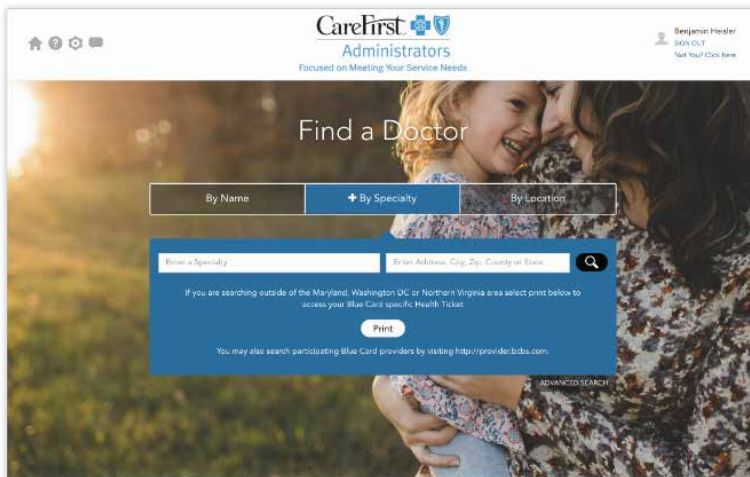 CareFirst
Administrators
Focused on Meeting Your Service Needs
Benjamin Heisler
SIGN OUT
Not You? Click here
Find a Doctor
By Name
+ By Specialty
By Location
Enter a Specialty
Enter Address, City, Zip, County or State
If you are searching outside of the Maryland, Washington DC or Northern Virginia area select print below to
access your Blue Card specific Health Ticket
Print
You may also search participating Blue Card providers by visiting http://provider.bcbs.com.
ADVANCED SEARCH